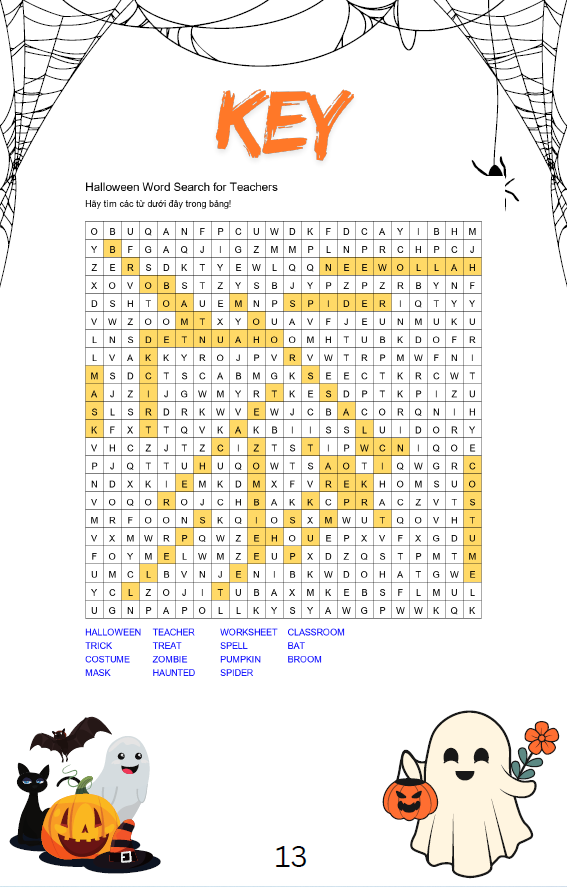 KEY
Halloween Word Search for Teachers
Hãy tìm các từ dưới đây trong bảng!
O B U Q A N F P C U W D K F D C A Y I B H M
Y B F G A Q J I G Z M M P L N P R C H P C J
Z E R S D K T Y E W L Q Q N E E W O L L A H
X O V O B S T Z Y S B J Y P Z P Z R B Y N F
D S H T O A U E M N P S P I D E R I Q T Y Y
V W Z O O M T X Y O U A V F J E U N M U K U
L N S D E T N U A H O O M H T U B K D O F R
L V A K K Y R O J P V R V W T R P M W F N I
M S D C T S C A B M G K S E E C T K R C W T
A J Z I J G W M Y R T K E S D P T K P I Z U
S L S R D R K W V E W J C B A C O R Q N I H
K F X T T Q V K A K B I I S S L U I D O R Y
V H C Z J T Z C I Z T S T I P W C N I Q O E
P J Q T T U H U Q O W T S A O T I Q W G R C
N D X K I E M K D M X F V R E K H O M S U O
V O Q O R O J C H B A K K C P R A C Z V T S
M R F O O N S K Q I O S X M W U T Q O V H T
V X M W R P Q W Z E H O U E P X V F X G D U
F O Y M E L W M Z E U P X D Z Q S T P M T M
U M C L B V N J E N I B K W D O H A T G W E
Y C L Z O J I T U B A X M K E B S F L M U L
U G N P A P O L L K Y S Y A W G P W W K Q K
HALLOWEEN TEACHER WORKSHEET CLASSROOM
TRICK TREAT SPELL BAT
COSTUME ZOMBIE PUMPKIN BROOM
MASK HAUNTED SPIDER
13